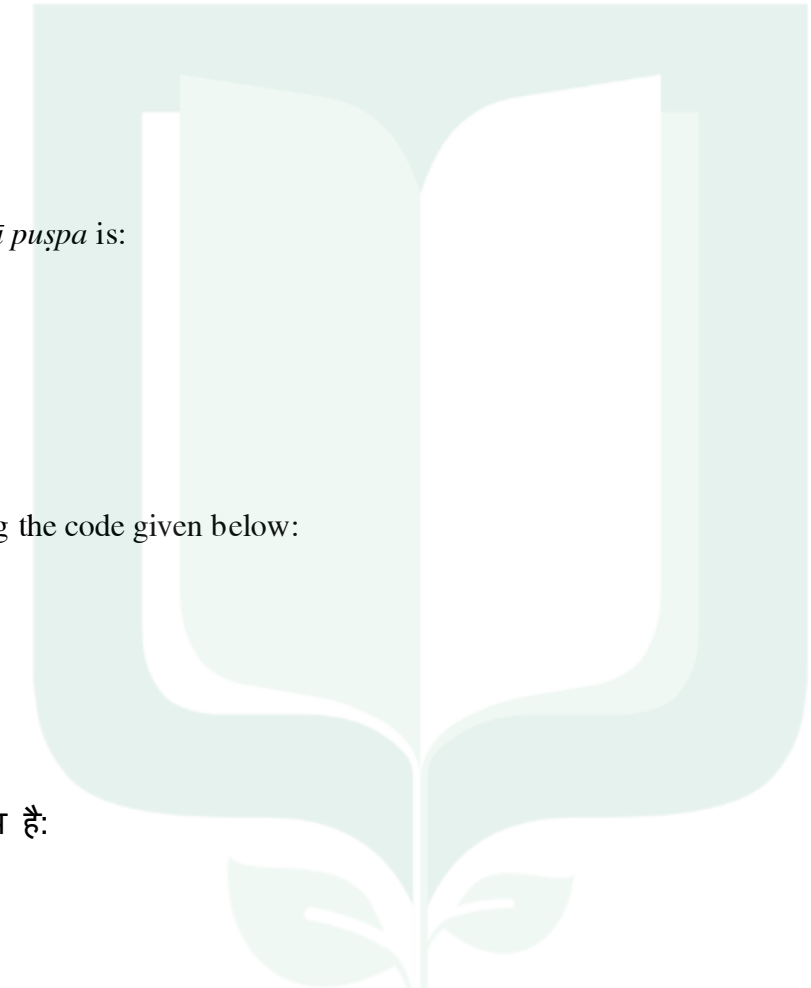 puṣpa is:
the code given below:
है: